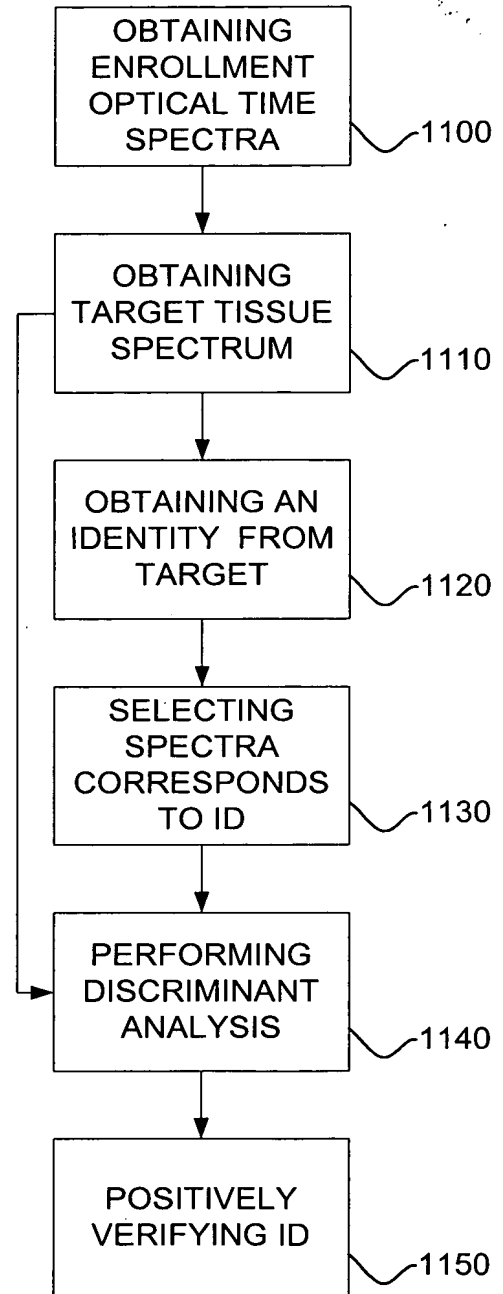 OBTAINING
ENROLLMENT
OPTICAL TIME
SPECTRA
1100
OBTAINING
TARGET TISSUE
SPECTRUM
1110
OBTAINING AN
IDENTITY FROM
TARGET
1120
SELECTING
SPECTRA
CORRESPONDS
TO ID
1130
PERFORMING
DISCRIMINANT
ANALYSIS
1140
POSITIVELY
VERIFYING ID
1150